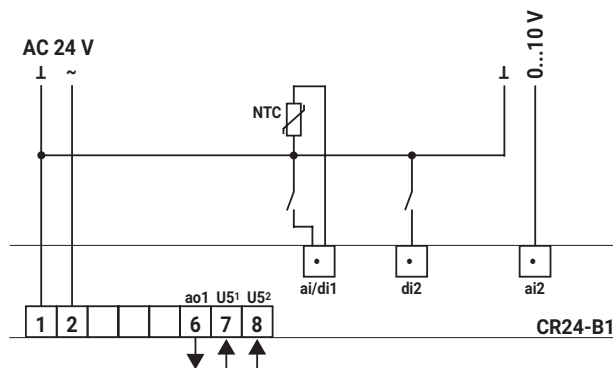 AC 24 V
⊥ ~ ⊥ 0...10 V
NTC
ai/di1 di2 ai2
ao1 U5¹ U5²
1 2 6 7 8
CR24-B1